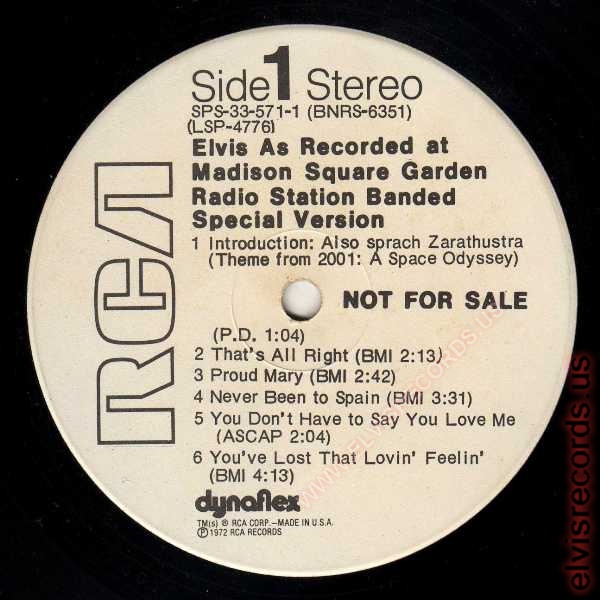 Side 1 Stereo
SPS-33-571-1 (BNRS-6351)
(LSP-4776)
Elvis As Recorded at
Madison Square Garden
Radio Station Banded
Special Version
1 Introduction: Also sprach Zarathustra
(Theme from 2001: A Space Odyssey)
NOT FOR SALE
(P.D. 1:04)
2 That's All Right (BMI 2:13)
3 Proud Mary (BMI 2:42)
4 Never Been to Spain (BMI 3:31)
5 You Don't Have to Say You Love Me
(ASCAP 2:04)
6 You've Lost That Lovin' Feelin'
(BMI 4:13)
dynaflex
TM(s) ® RCA CORP.—MADE IN U.S.A.
Ⓟ1972 RCA RECORDS
RCA
elvisrecords.us
WWW.ELVISRECORDS.US